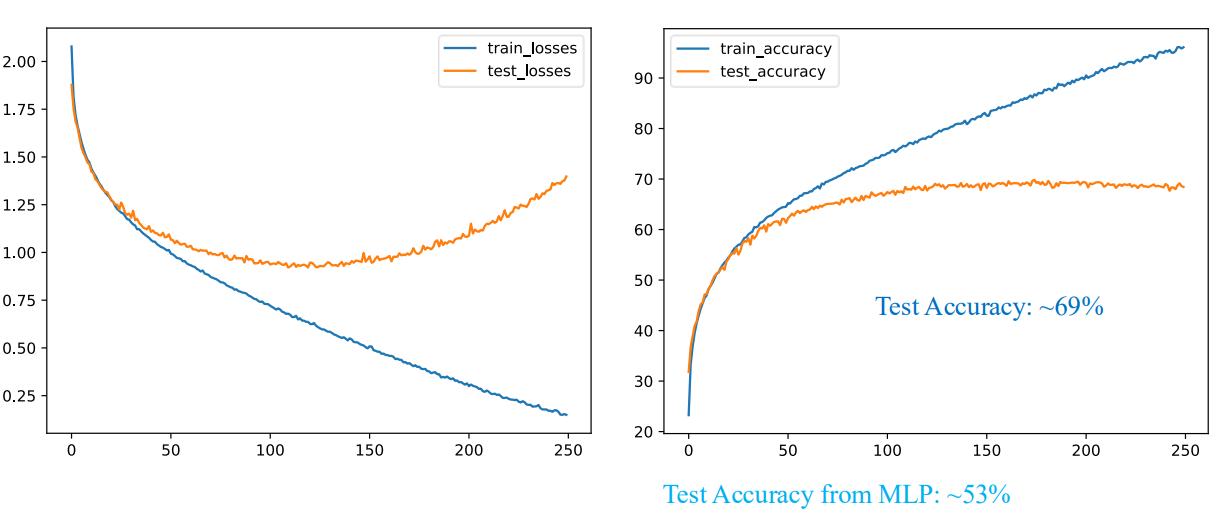 train_losses
test_losses
2.00
1.75
1.50
1.25
1.00
0.75
0.50
0.25
0 50 100 150 200 250
train_accuracy
test_accuracy
90
80
70
60
50
40
30
20
Test Accuracy: ~69%
0 50 100 150 200 250
Test Accuracy from MLP: ~53%